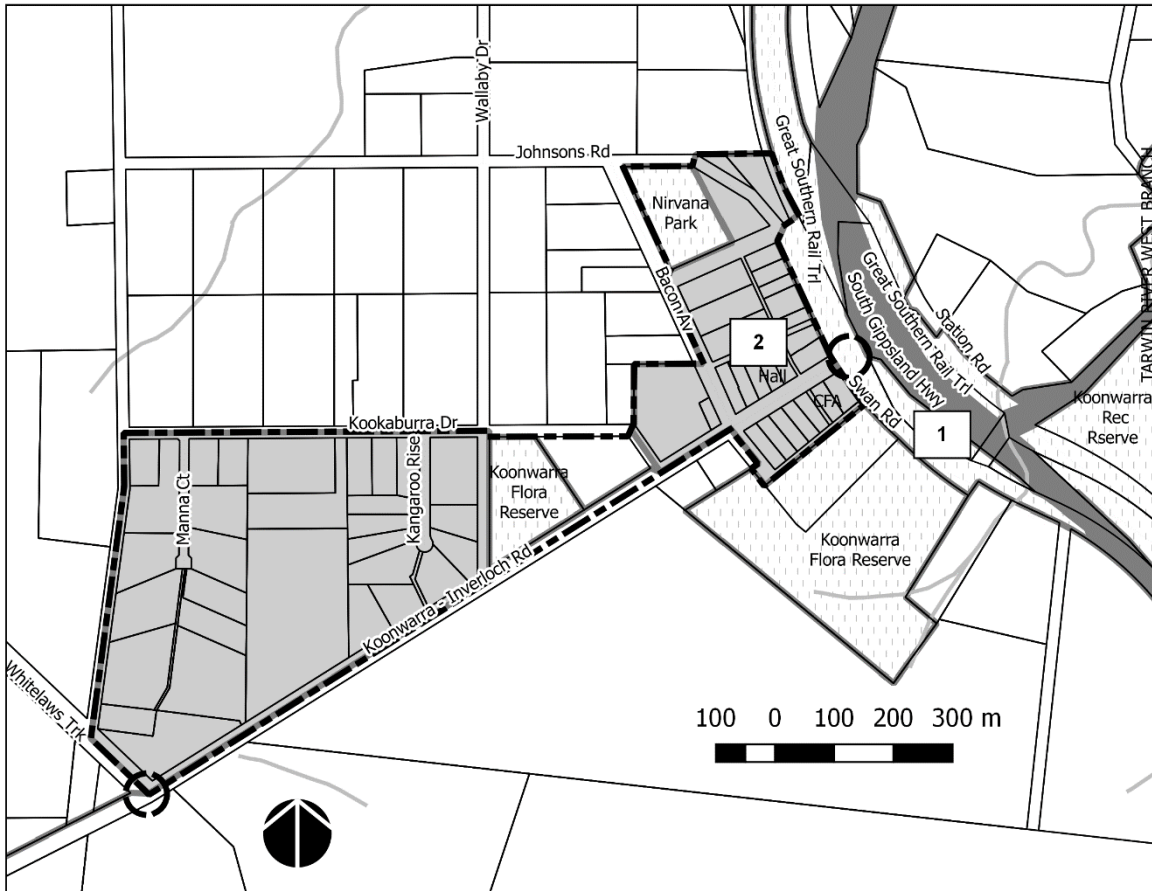 Wallaby Dr
Johnsons Rd
Great Southern Rail Trl
Nirvana
Park
TARWIN RIVER WEST BRANCH
Bacon Av
Great Southern Rail Trl
South Gippsland Hwy
Station Rd
2
Hall
CFA
Swan Rd
1
Koonwarra
Rec
Rserve
Kookaburra Dr
Manna Ct
Kangaroo Rise
Koonwarra
Flora
Reserve
Koonwarra
Flora Reserve
Koonwarra - Inverloch Rd
Whitelaws Trk
100 0 100 200 300 m